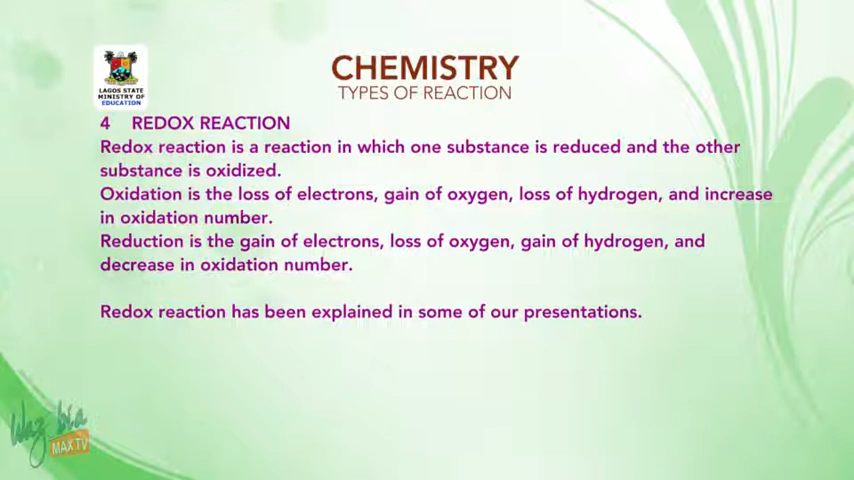 CHEMISTRY
TYPES OF REACTION
LAGOS STATE
MINISTRY OF
EDUCATION
4 REDOX REACTION
Redox reaction is a reaction in which one substance is reduced and the other
substance is oxidized.
Oxidation is the loss of electrons, gain of oxygen, loss of hydrogen, and increase
in oxidation number.
Reduction is the gain of electrons, loss of oxygen, gain of hydrogen, and
decrease in oxidation number.
Redox reaction has been explained in some of our presentations.
MAX TV